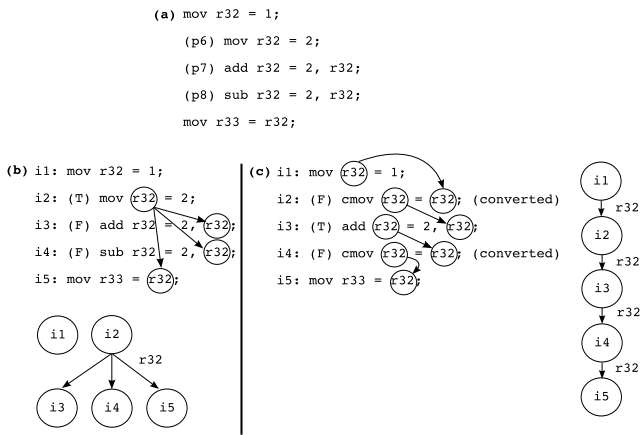 (a) mov r32 = 1;
(p6) mov r32 = 2;
(p7) add r32 = 2, r32;
(p8) sub r32 = 2, r32;
mov r33 = r32;
(b) i1: mov r32 = 1;
i2: (T) mov r32 = 2;
i3: (F) add r32 = 2, r32;
i4: (F) sub r32 = 2, r32;
i5: mov r33 = r32;
i1
i2
r32
i3
i4
i5
(c) i1: mov r32 = 1;
i2: (F) cmov r32 = r32; (converted)
i3: (T) add r32 = 2, r32;
i4: (F) cmov r32 = r32; (converted)
i5: mov r33 = r32;
i1
r32
i2
r32
i3
r32
i4
r32
i5